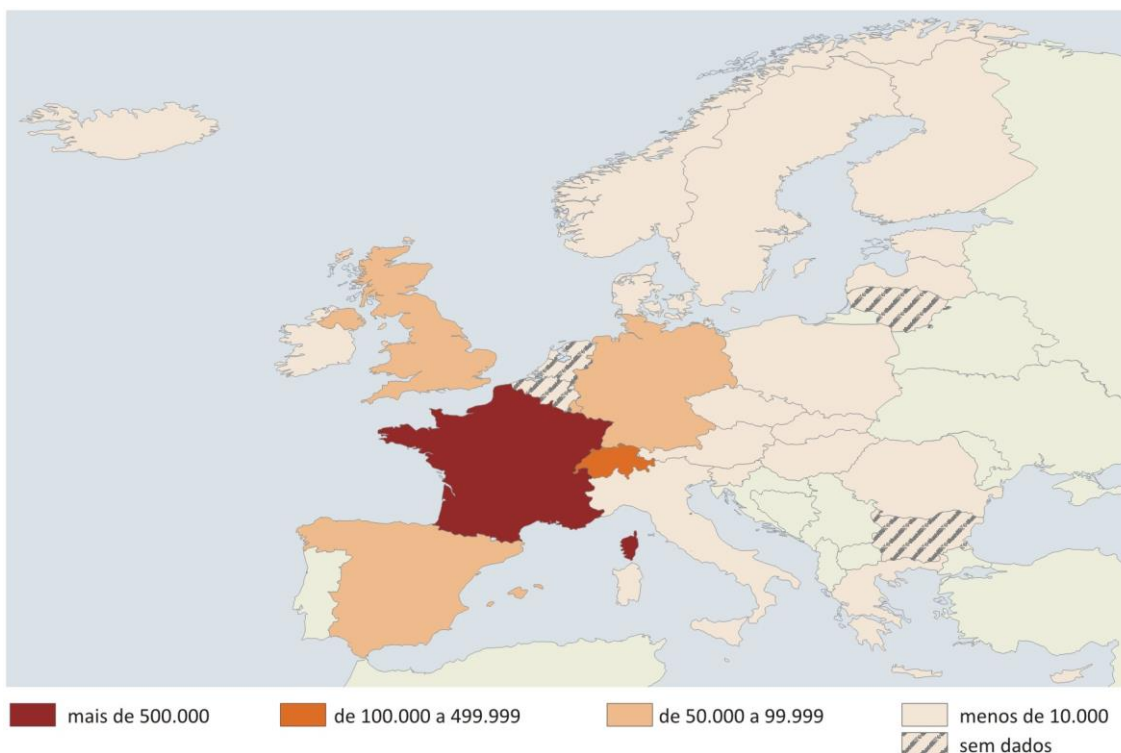 mais de 500.000
de 100.000 a 499.999
de 50.000 a 99.999
menos de 10.000
sem dados